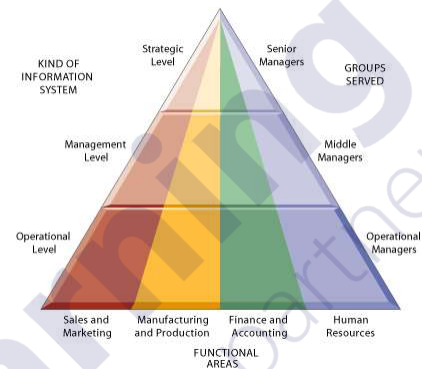 Strategic
Level
Senior
Managers
KIND OF
INFORMATION
SYSTEM
GROUPS
SERVED
Management
Level
Middle
Managers
Operational
Level
Operational
Managers
Sales and
Marketing
Manufacturing
and Production
Finance and
Accounting
Human
Resources
FUNCTIONAL
AREAS